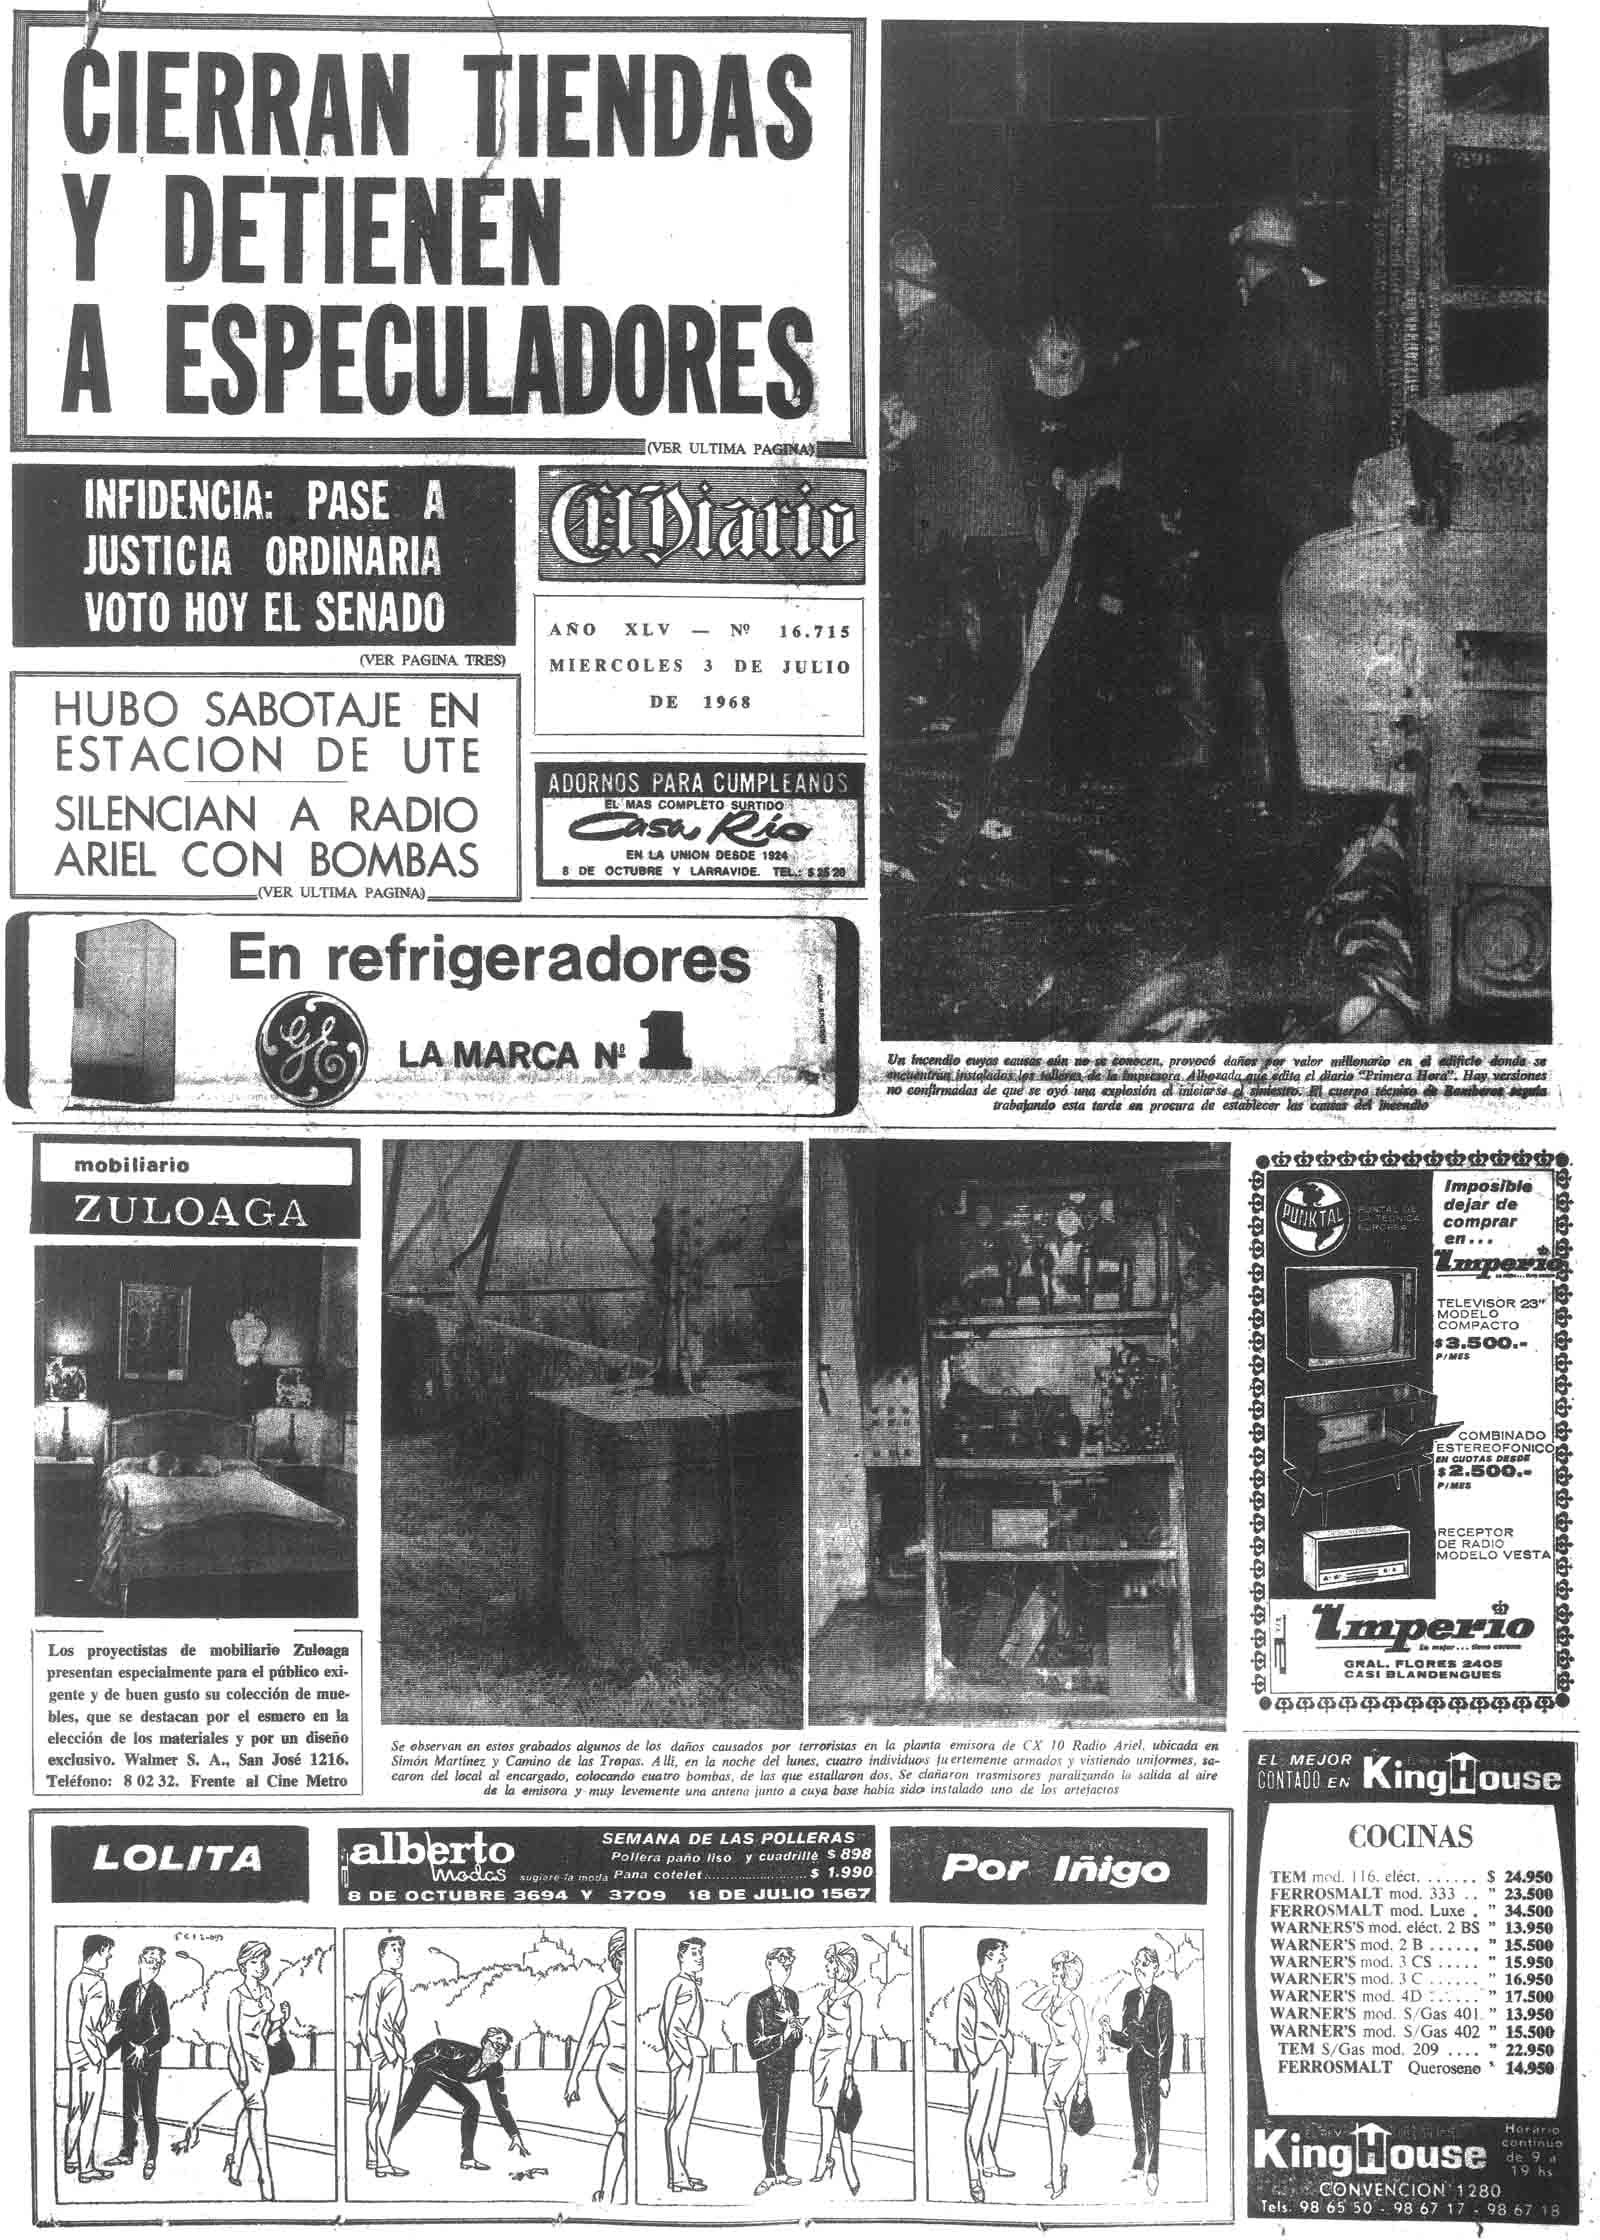 CIERRAN TIENDAS
Y DETIENEN
A ESPECULADORES
(VER ULTIMA PAGINA)
INFIDENCIA: PASE A
JUSTICIA ORDINARIA
VOTO HOY EL SENADO
(VER PAGINA TRES)
HUBO SABOTAJE EN
ESTACION DE UTE
SILENCIAN A RADIO
ARIEL CON BOMBAS
(VER ULTIMA PAGINA)
El Diario
AÑO XLV — Nº 16.715
MIERCOLES 3 DE JULIO
DE 1968
ADORNOS PARA CUMPLEANOS
EL MAS COMPLETO SURTIDO
Casa Río
EN LA UNION DESDE 1924
8 DE OCTUBRE Y LARRAVIDE. TEL.: 5 25 20
En refrigeradores
GE
LA MARCA Nº 1
Un incendio cuyas causas aún no se conocen, provocó daños por valor millonario en el edificio donde se
encuentran instalados los talleres de la Impresora Alborada que edita el diario "Primera Hora". Hay versiones
no confirmadas de que se oyó una explosión al iniciarse el siniestro. El cuerpo técnico de Bomberos seguía
trabajando esta tarde en procura de establecer las causas del incendio
mobiliario
ZULOAGA
Los proyectistas de mobiliario Zuloaga
presentan especialmente para el público exi-
gente y de buen gusto su colección de mue-
bles, que se destacan por el esmero en la
elección de los materiales y por un diseño
exclusivo. Walmer S. A., San José 1216.
Teléfono: 8 02 32. Frente al Cine Metro
Se observan en estos grabados algunos de los daños causados por terroristas en la planta emisora de CX 10 Radio Ariel, ubicada en
Simón Martínez y Camino de las Tropas. Allí, en la noche del lunes, cuatro individuos fuertemente armados y vistiendo uniformes, sa-
caron del local al encargado, colocando cuatro bombas, de las que estallaron dos. Se dañaron trasmisores paralizando la salida al aire
de la emisora y muy levemente una antena junto a cuya base había sido instalado uno de los artefactos
PUNKTAL
Imposible
dejar de
comprar
en...
Imperio
TELEVISOR 23"
MODELO
COMPACTO
$3.500.-
P/MES
COMBINADO
ESTEREOFONICO
EN CUOTAS DESDE
$2.500.-
P/MES
RECEPTOR
DE RADIO
MODELO VESTA
Imperio
Lo mejor... tiene corona
GRAL. FLORES 2405
CASI BLANDENGUES
LOLITA
alberto
modas
sugiere la moda
SEMANA DE LAS POLLERAS
Pollera paño liso y cuadrillé $ 898
Pana cotelet $ 1.990
8 DE OCTUBRE 3694 Y 3709 18 DE JULIO 1567
Por Iñigo
EL MEJOR
CONTADO EN
KingHouse
COCINAS
TEM mod. 116. eléct. ...... $ 24.950
FERROSMALT mod. 333 .. " 23.500
FERROSMALT mod. Luxe . " 34.500
WARNERS'S mod. eléct. 2 BS " 13.950
WARNER'S mod. 2 B ...... " 15.500
WARNER'S mod. 3 CS ..... " 15.950
WARNER'S mod. 3 C ...... " 16.950
WARNER'S mod. 4D ....... " 17.500
WARNER'S mod. S/Gas 401. " 13.950
WARNER'S mod. S/Gas 402 " 15.500
TEM S/Gas mod. 209 .... " 22.950
FERROSMALT Queroseno " 14.950
KingHouse
Horario
continuo
de 9 a
19 hs
CONVENCION 1280
Tels. 98 65 50 - 98 67 17 - 98 67 18